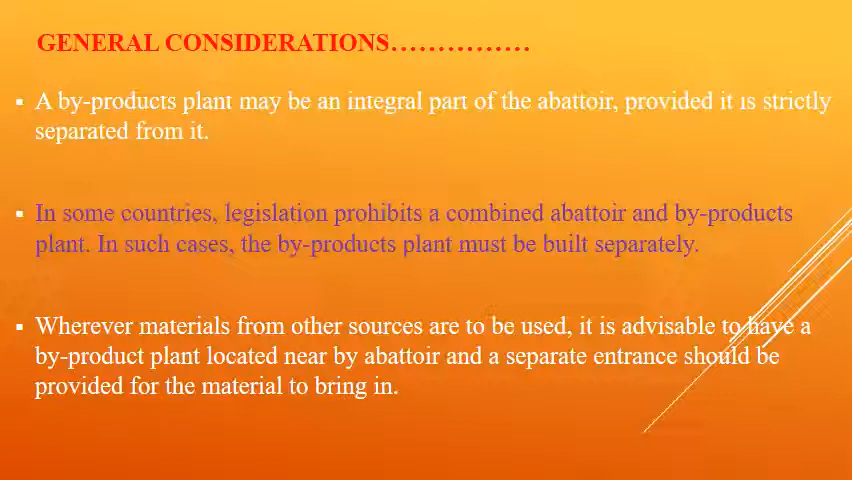 GENERAL CONSIDERATIONS……………
▪ A by-products plant may be an integral part of the abattoir, provided it is strictly
separated from it.
▪ In some countries, legislation prohibits a combined abattoir and by-products
plant. In such cases, the by-products plant must be built separately.
▪ Wherever materials from other sources are to be used, it is advisable to have a
by-product plant located near by abattoir and a separate entrance should be
provided for the material to bring in.